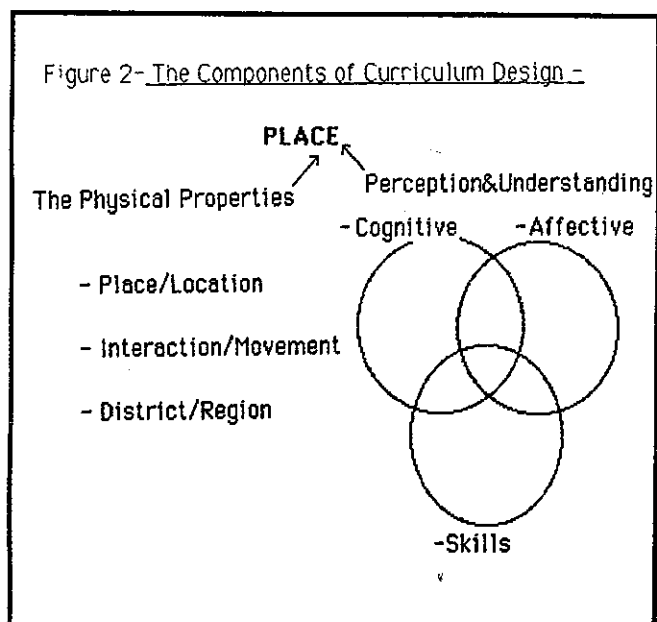 Figure 2- The Components of Curriculum Design -
PLACE
The Physical Properties
Perception&Understanding
-Cognitive
-Affective
- Place/Location
- Interaction/Movement
- District/Region
-Skills